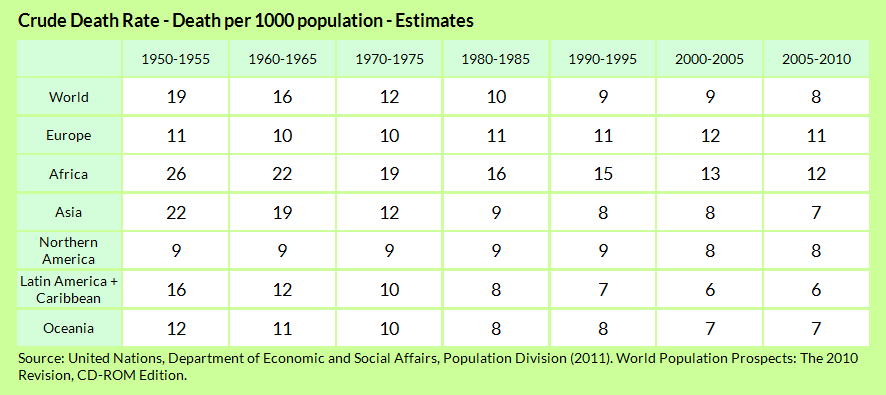 Crude Death Rate - Death per 1000 population - Estimates
1950-1955 1960-1965 1970-1975 1980-1985 1990-1995 2000-2005 2005-2010
World 19 16 12 10 9 9 8
Europe 11 10 10 11 11 12 11
Africa 26 22 19 16 15 13 12
Asia 22 19 12 9 8 8 7
Northern
America 9 9 9 9 9 8 8
Latin America +
Caribbean 16 12 10 8 7 6 6
Oceania 12 11 10 8 8 7 7
Source: United Nations, Department of Economic and Social Affairs, Population Division (2011). World Population Prospects: The 2010
Revision, CD-ROM Edition.